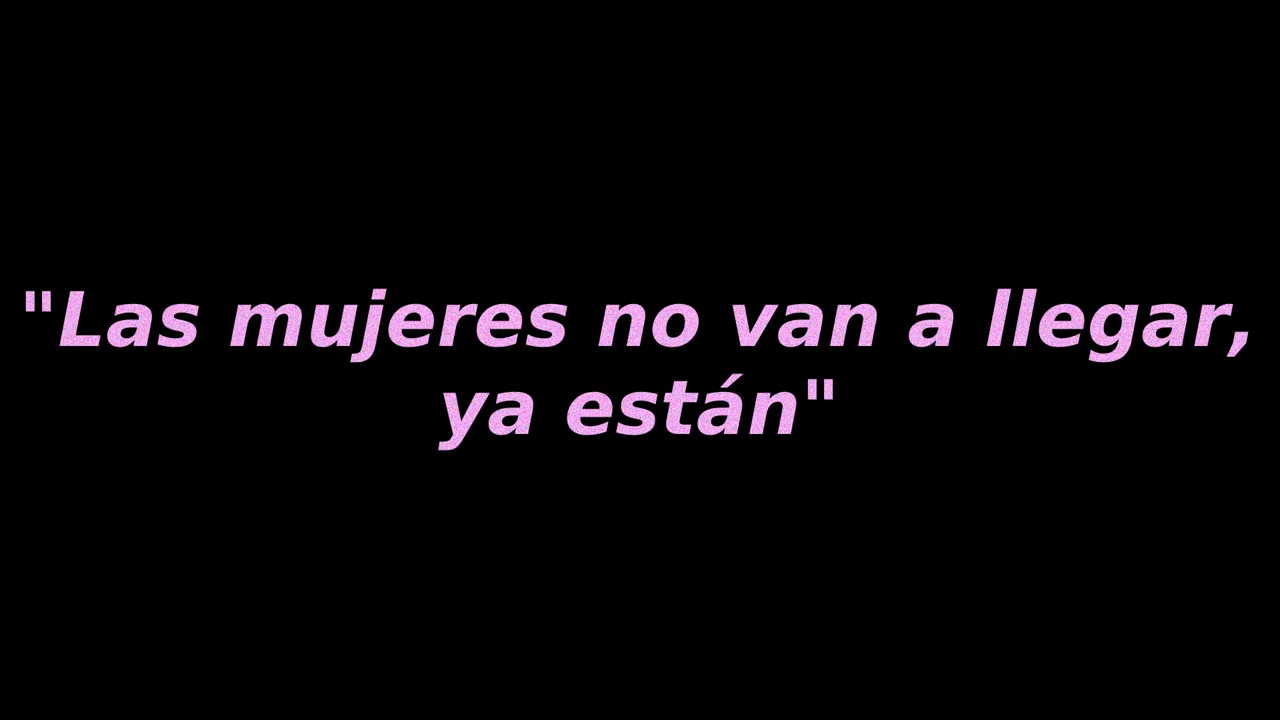 "Las mujeres no van a llegar,
ya están"